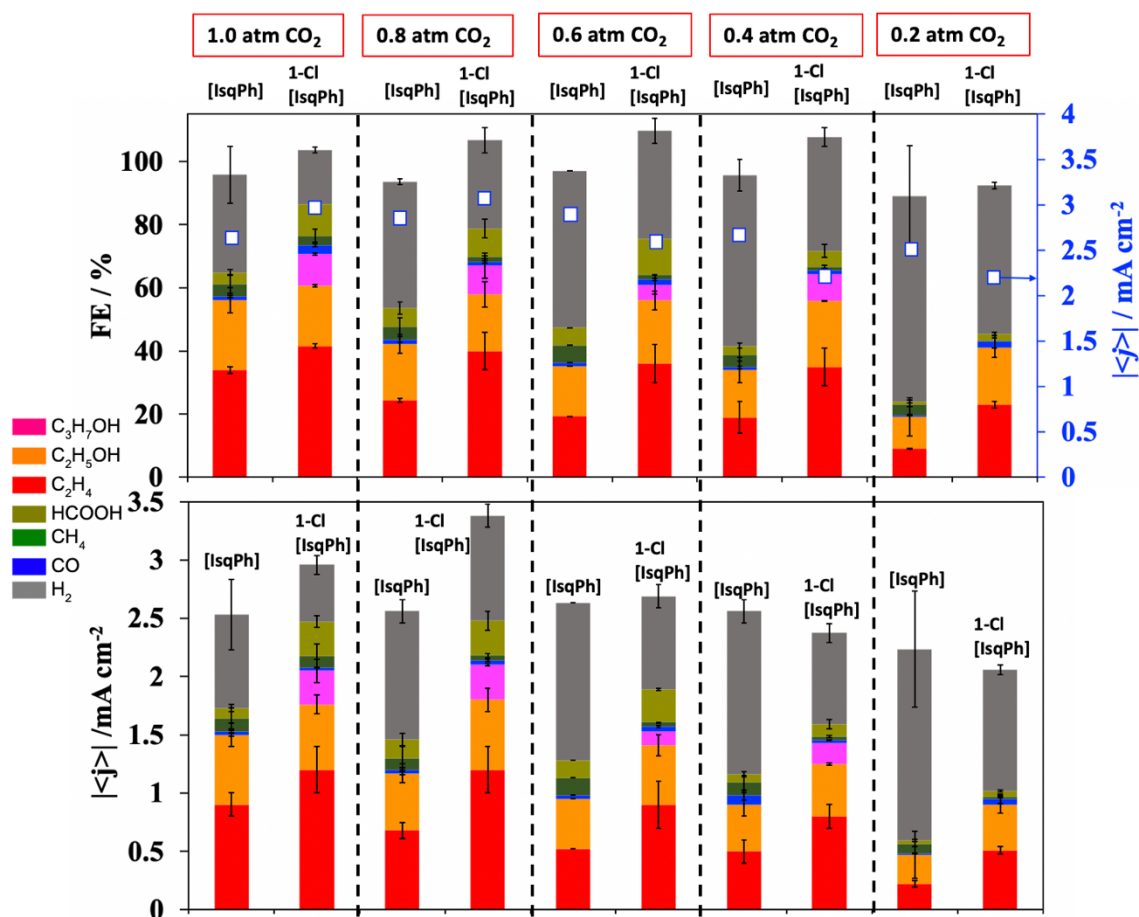 1.0 atm CO₂
0.8 atm CO₂
0.6 atm CO₂
0.4 atm CO₂
0.2 atm CO₂
[IsqPh]
1-Cl
[IsqPh]
[IsqPh]
1-Cl
[IsqPh]
[IsqPh]
1-Cl
[IsqPh]
[IsqPh]
1-Cl
[IsqPh]
[IsqPh]
1-Cl
[IsqPh]
FE / %
100
80
60
40
20
0
4
3.5
3
2.5
2
1.5
1
0.5
0
|<j>| / mA cm⁻²
C₃H₇OH
C₂H₅OH
C₂H₄
HCOOH
CH₄
CO
H₂
|<j>| /mA cm⁻²
3.5
3
2.5
2
1.5
1
0.5
0
[IsqPh]
1-Cl
[IsqPh]
1-Cl
[IsqPh]
[IsqPh]
[IsqPh]
1-Cl
[IsqPh]
[IsqPh]
1-Cl
[IsqPh]
[IsqPh]
1-Cl
[IsqPh]